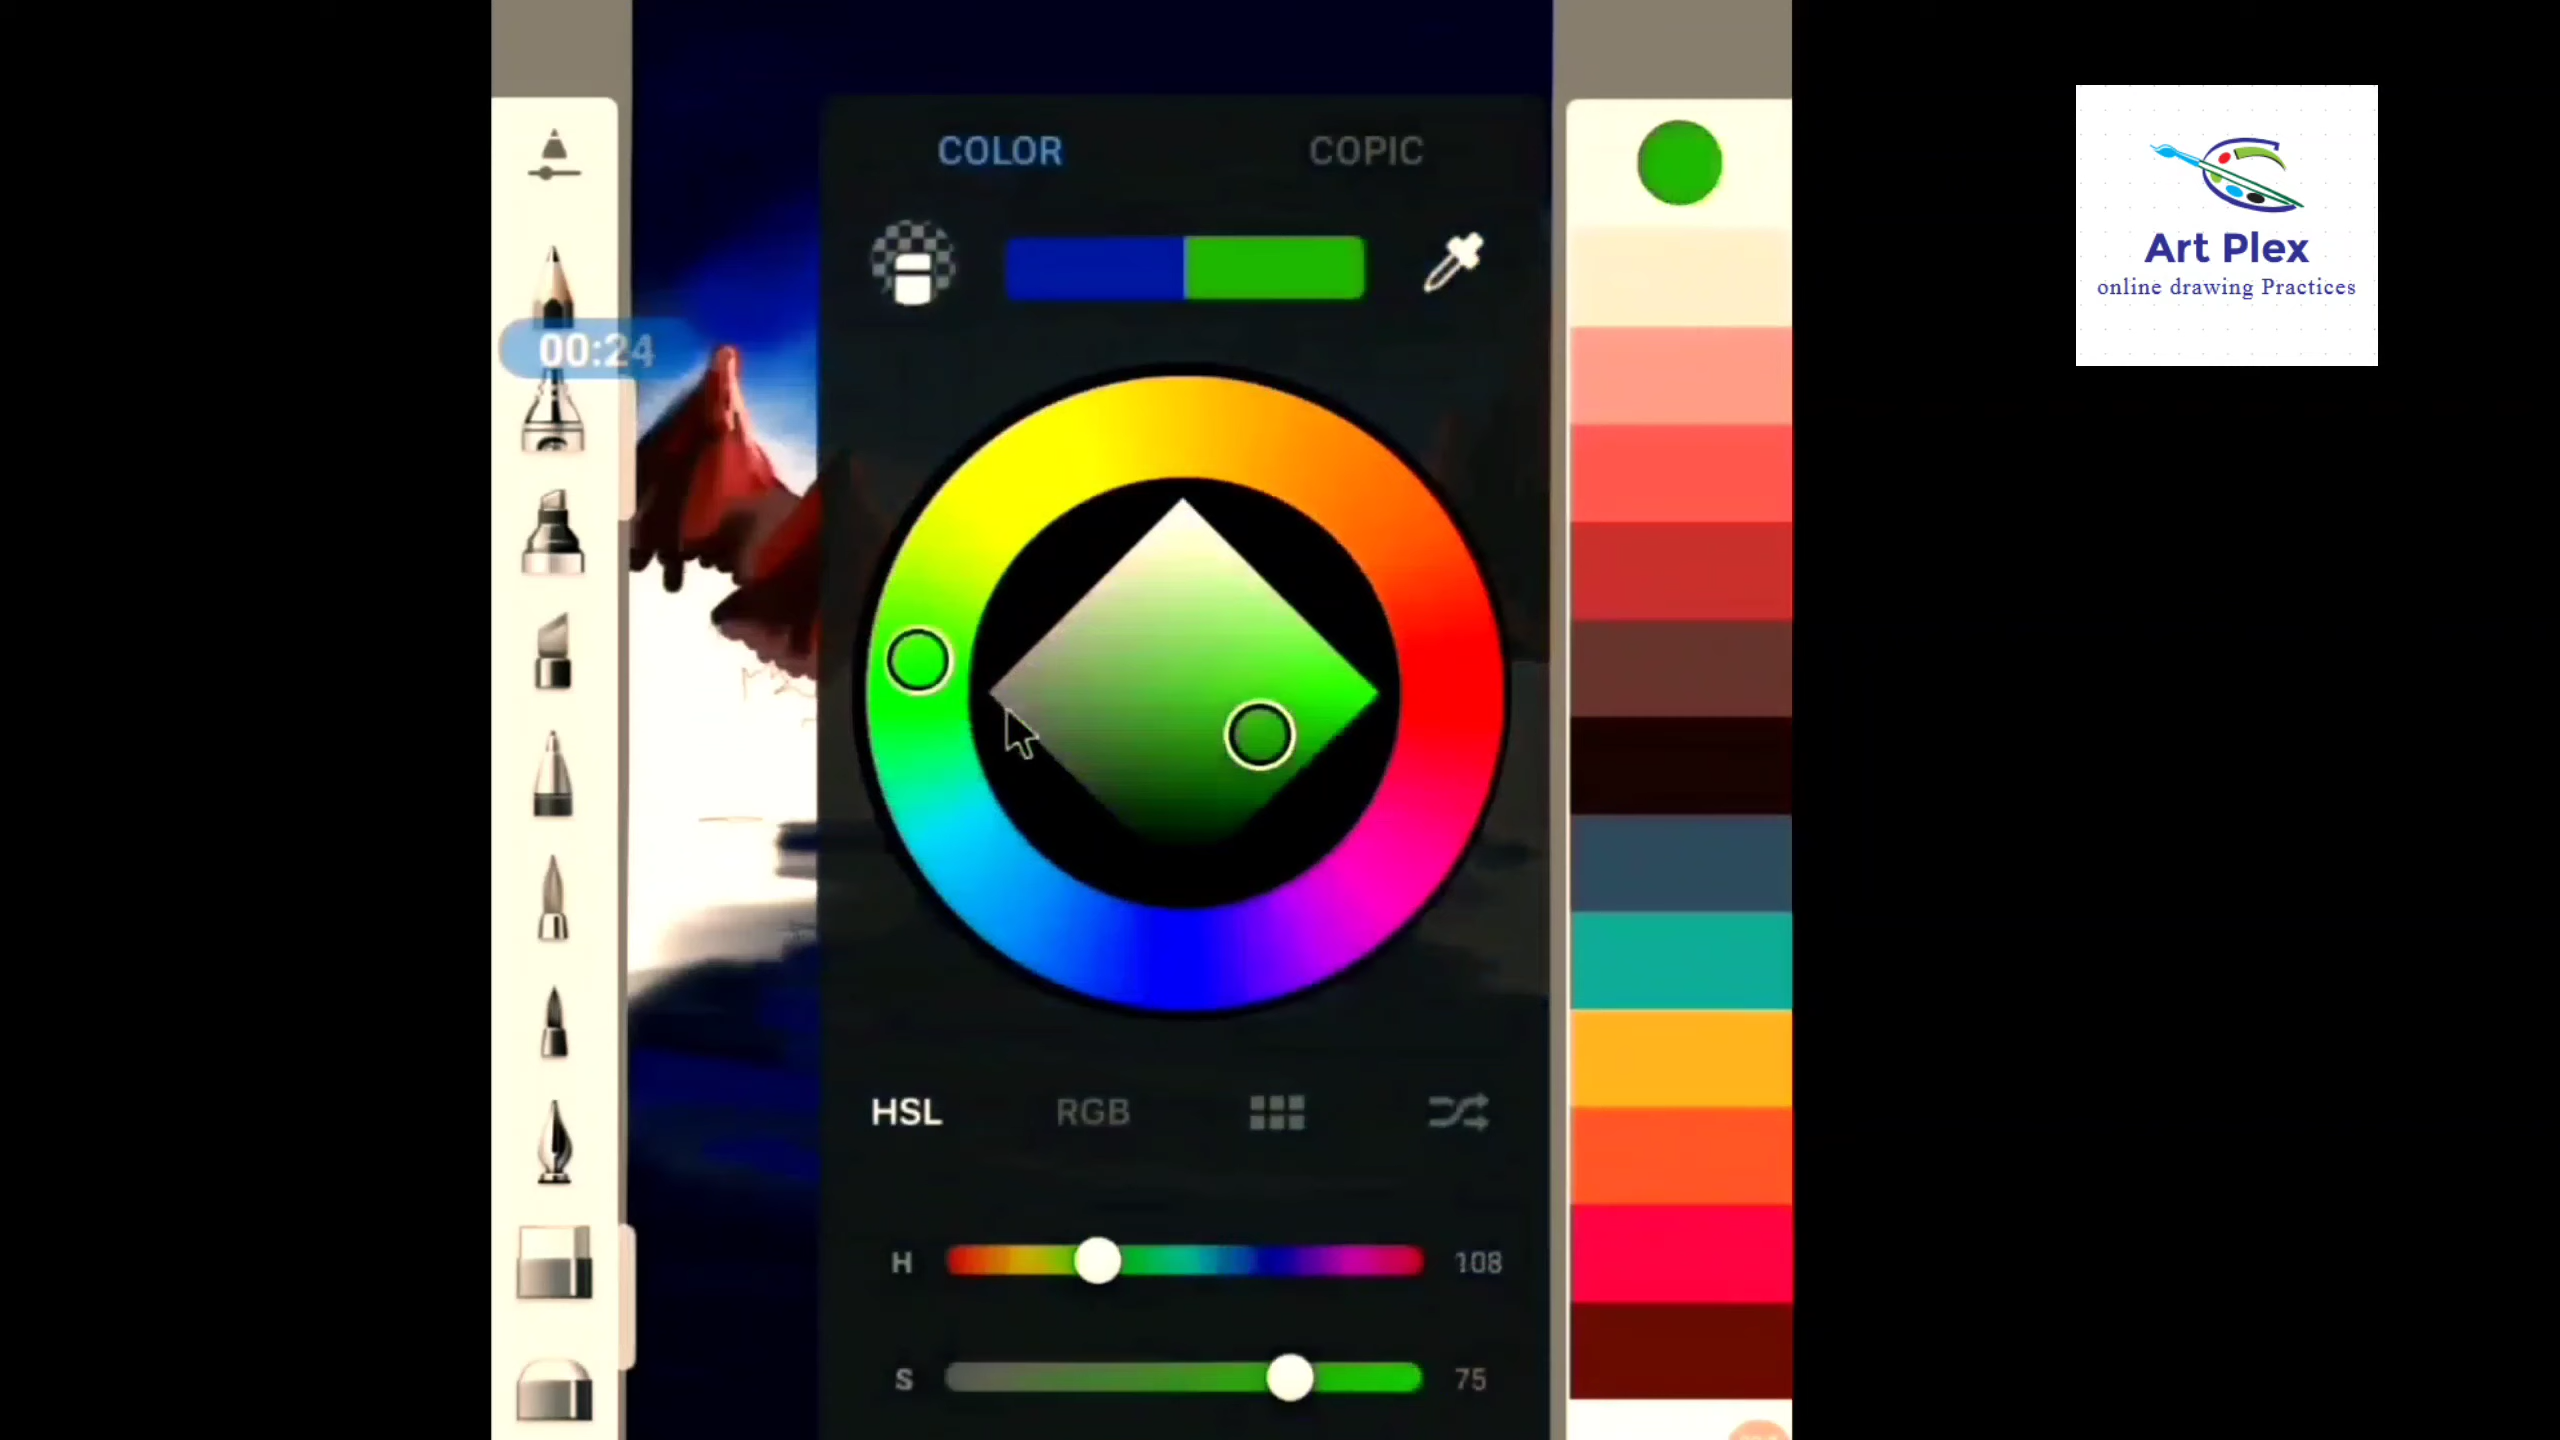 COLOR
COPIC
00:24
HSL
RGB
H
108
S
75
Art Plex
online drawing Practices